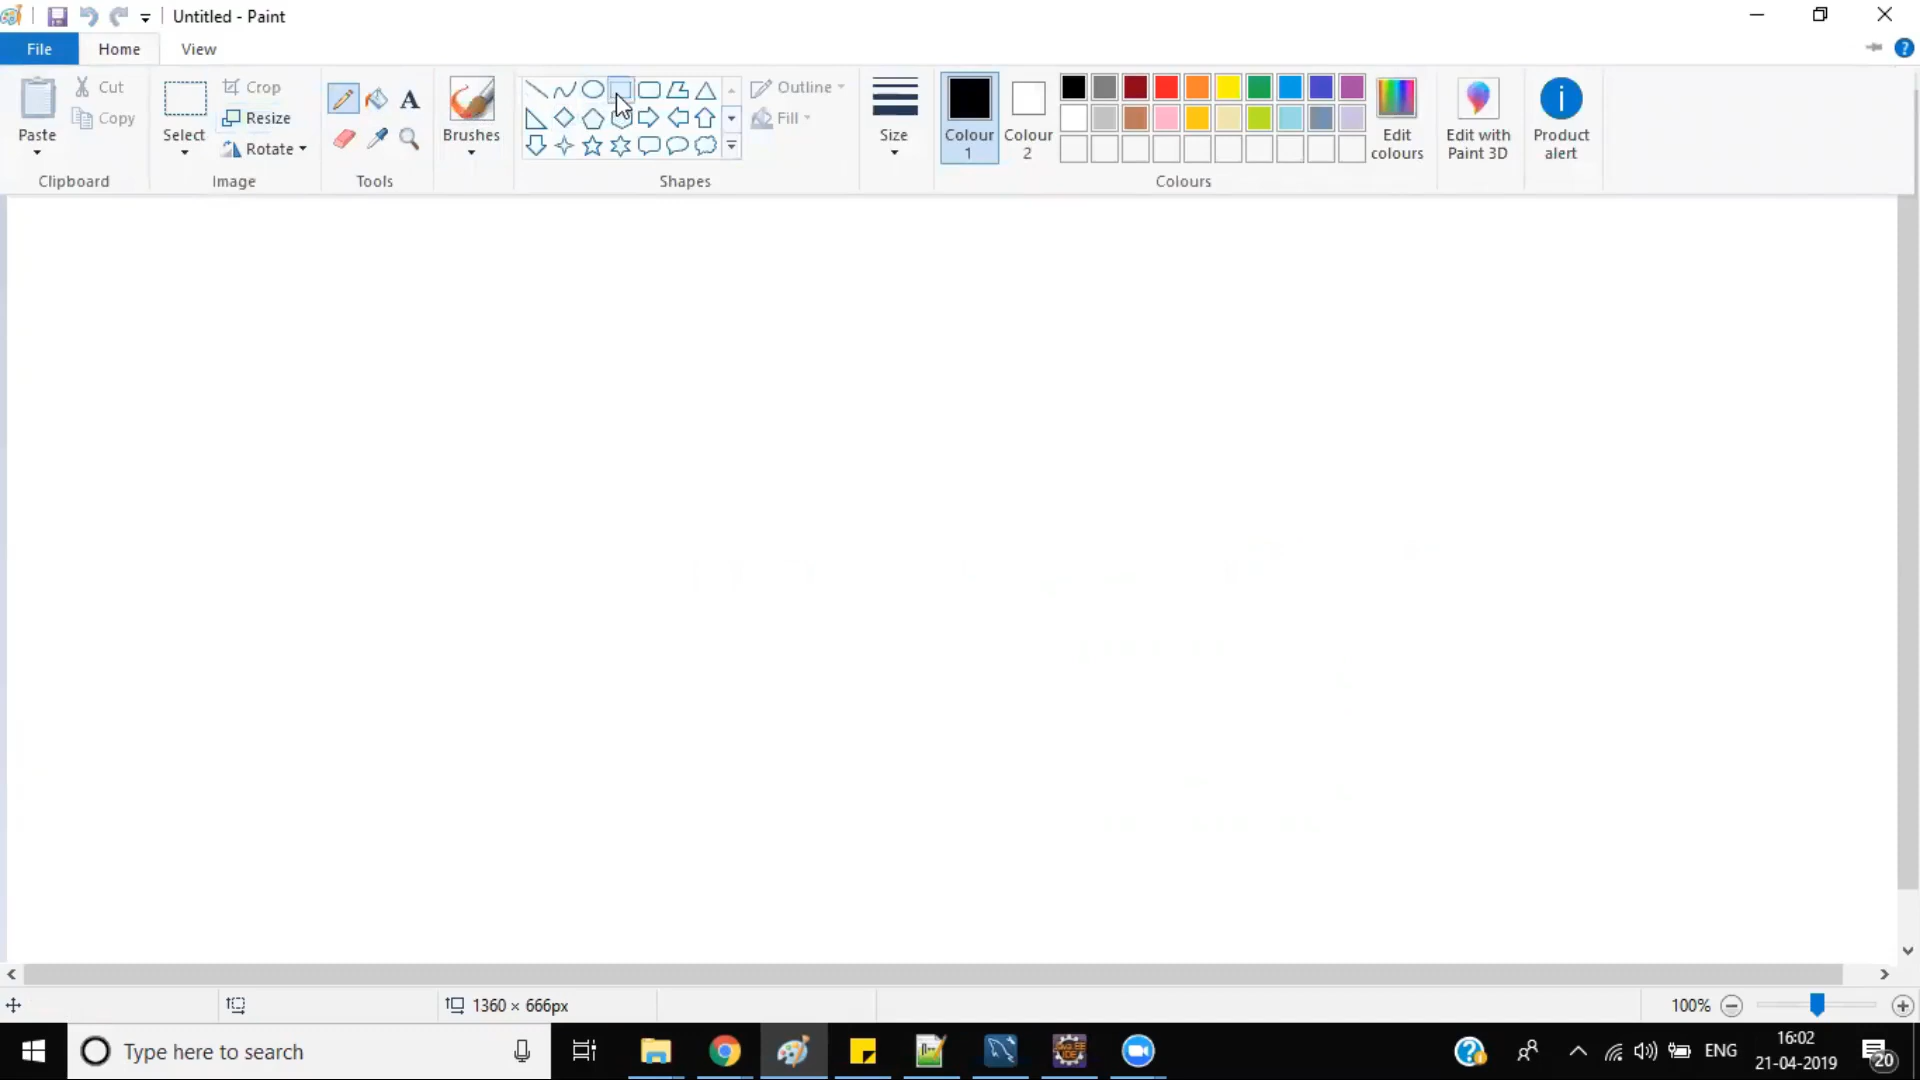 Untitled - Paint
File Home View
Paste
Cut
Copy
Clipboard
Select
Crop
Resize
Rotate
Image
A
Tools
Brushes
Shapes
Outline
Fill
Size
Colour 1
Colour 2
Colours
Edit colours
Edit with Paint 3D
Product alert
1360 × 666px
100%
Type here to search
ENG
16:02
21-04-2019
20